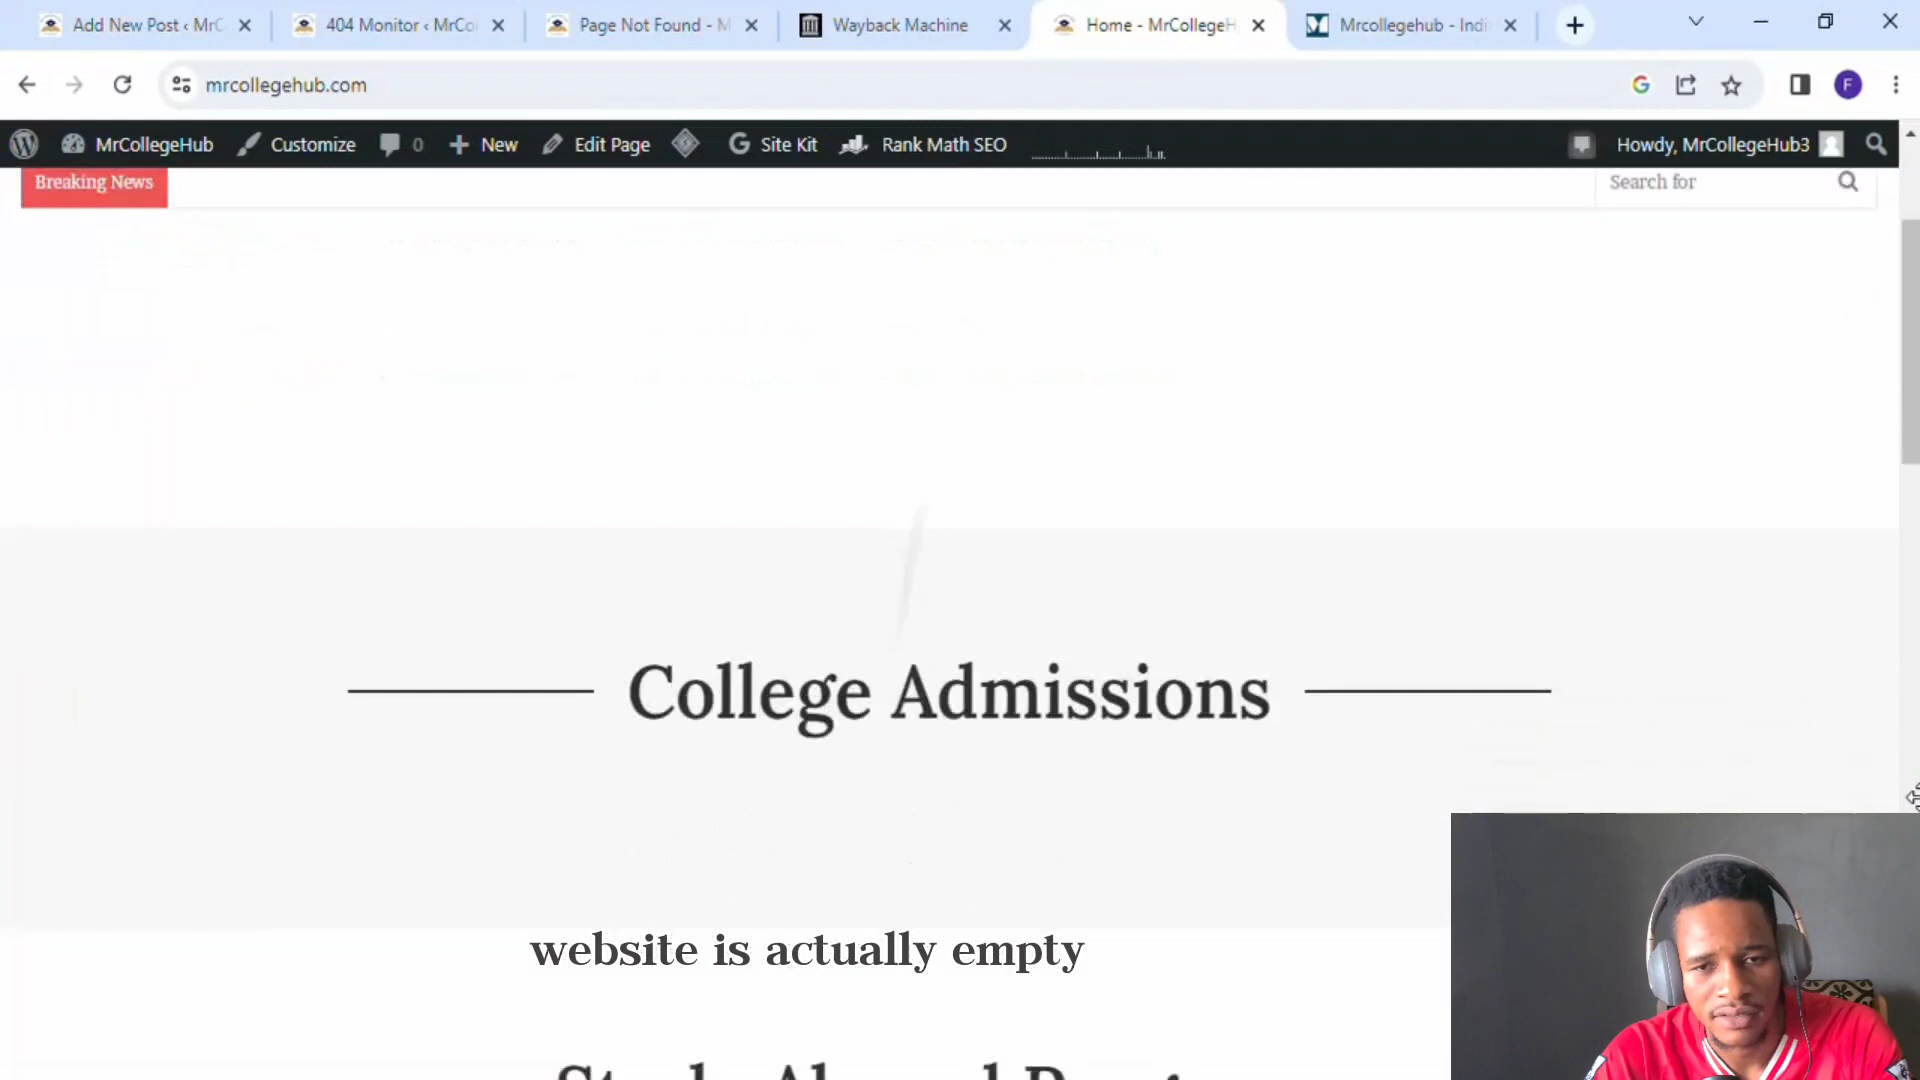 Add New Post ‹ MrC
404 Monitor ‹ MrCol
Page Not Found - M
Wayback Machine
Home - MrCollegeH
Mrcollegehub - Indi
mrcollegehub.com
F
MrCollegeHub
Customize
0
New
Edit Page
Site Kit
Rank Math SEO
Howdy, MrCollegeHub3
Breaking News
Search for
College Admissions
website is actually empty